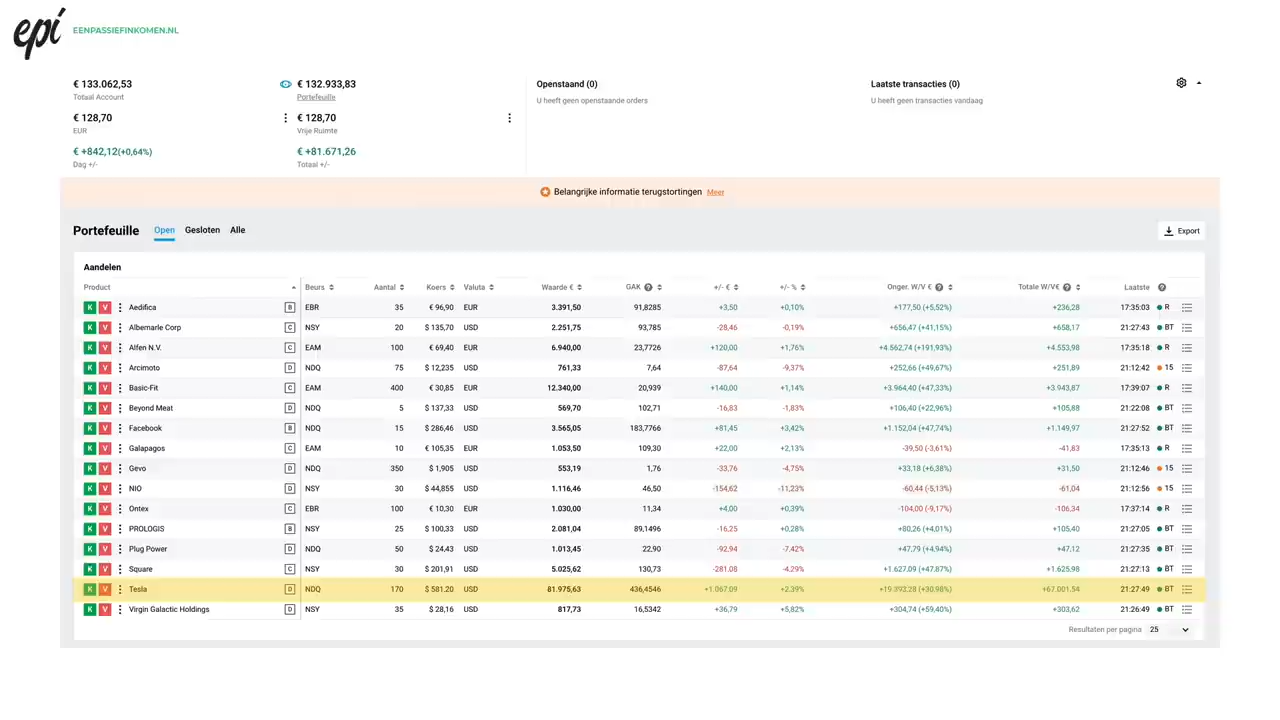 epi EENPASSIEFINKOMEN.NL
€ 133.062,53 € 132.933,83 Openstaand (0) Laatste transacties (0)
Totaal Account Portefeuille U heeft geen openstaande orders U heeft geen transacties vandaag
€ 128,70 € 128,70
EUR Vrije Ruimte
€ +842,12(+0,64%) € +81.671,26
Dag +/- Totaal +/-
Belangrijke informatie terugstortingen Meer
Portefeuille Open Gesloten Alle Export
Aandelen
Product Beurs Aantal Koers Valuta Waarde € GAK +/- € +/- % Onger. W/V € Totale W/V€ Laatste
K V Aedifica B EBR 35 € 96,90 EUR 3.391,50 91,8285 +3,50 +0,10% +177,50 (+5,52%) +236,28 17:35:03 R
K V Albemarle Corp C NSY 20 $ 135,70 USD 2.251,75 93,785 -28,46 -0,19% +656,47 (+41,15%) +658,17 21:27:43 BT
K V Alfen N.V. C EAM 100 € 69,40 EUR 6.940,00 23,7726 +120,00 +1,76% +4.562,74 (+191,93%) +4.553,98 17:35:18 R
K V Arcimoto D NDQ 75 $ 12,235 USD 761,33 7,64 -87,64 -9,37% +252,66 (+49,67%) +251,89 21:12:42 15
K V Basic-Fit C EAM 400 € 30,85 EUR 12.340,00 20,939 +140,00 +1,14% +3.964,40 (+47,33%) +3.943,87 17:39:07 R
K V Beyond Meat D NDQ 5 $ 137,33 USD 569,70 102,71 -16,83 -1,83% +106,40 (+22,96%) +105,88 21:22:08 BT
K V Facebook B NDQ 15 $ 286,46 USD 3.565,05 183,7766 +81,45 +3,42% +1.152,04 (+47,74%) +1.149,97 21:27:52 BT
K V Galapagos C EAM 10 € 105,35 EUR 1.053,50 109,30 +22,00 +2,13% -39,50 (-3,61%) -41,83 17:35:13 R
K V Gevo D NDQ 350 $ 1,905 USD 553,19 1,76 -33,76 -4,75% +33,18 (+6,38%) +31,50 21:12:46 15
K V NIO D NSY 30 $ 44,855 USD 1.116,46 46,50 -154,62 -11,23% -60,44 (-5,13%) -61,04 21:12:56 15
K V Ontex C EBR 100 € 10,30 EUR 1.030,00 11,34 +4,00 +0,39% -104,00 (-9,17%) -106,34 17:37:14 R
K V PROLOGIS B NSY 25 $ 100,33 USD 2.081,04 89,1496 -16,25 +0,28% +80,26 (+4,01%) +105,40 21:27:05 BT
K V Plug Power D NDQ 50 $ 24,43 USD 1.013,45 22,90 -92,94 -7,42% +47,79 (+4,94%) +47,12 21:27:35 BT
K V Square C NSY 30 $ 201,91 USD 5.025,62 130,73 -281,08 -4,29% +1.627,09 (+47,87%) +1.625,98 21:27:13 BT
K V Tesla D NDQ 170 $ 581,20 USD 81.975,63 436,4546 +1.067,09 +2,39% +19.393,28 (+30,98%) +67.001,54 21:27:49 BT
K V Virgin Galactic Holdings D NSY 35 $ 28,16 USD 817,73 16,5342 +36,79 +5,82% +304,74 (+59,40%) +303,62 21:26:49 BT
Resultaten per pagina 25